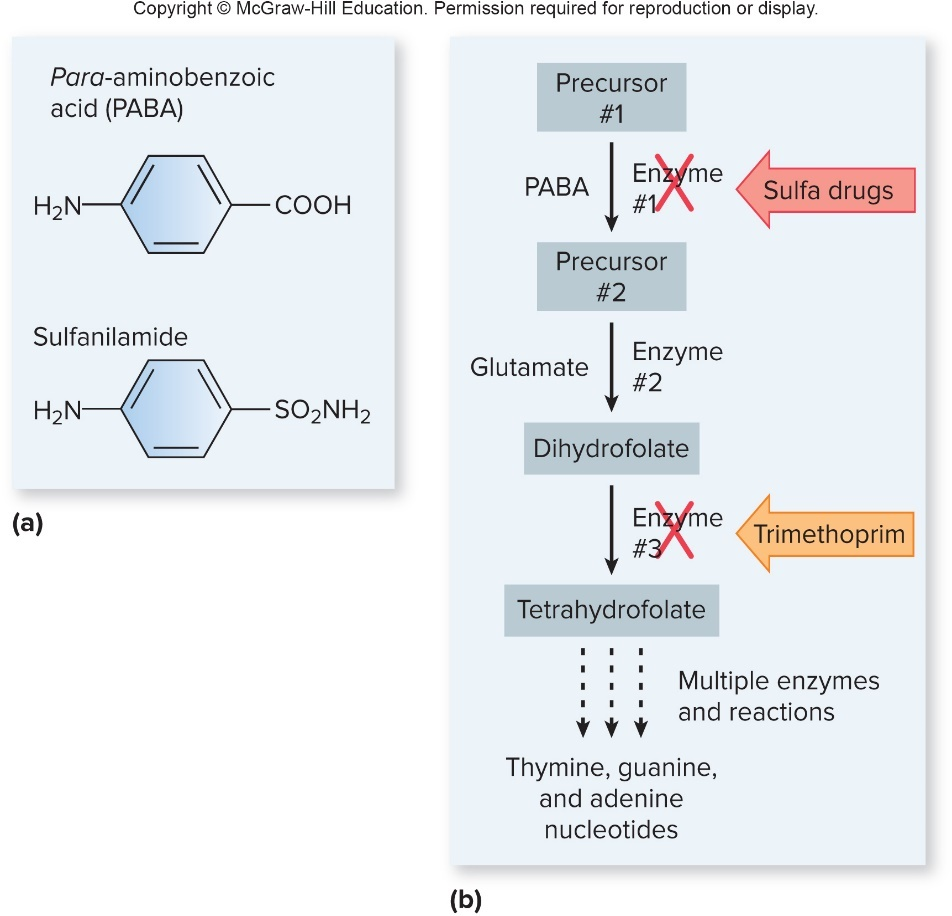 Copyright © McGraw-Hill Education. Permission required for reproduction or display.
Para-aminobenzoic
acid (PABA)
H₂N
COOH
Sulfanilamide
H₂N
SO₂NH₂
(a)
Precursor
#1
PABA
Enzyme
#1
Sulfa drugs
Precursor
#2
Glutamate
Enzyme
#2
Dihydrofolate
Enzyme
#3
Trimethoprim
Tetrahydrofolate
Multiple enzymes
and reactions
Thymine, guanine,
and adenine
nucleotides
(b)